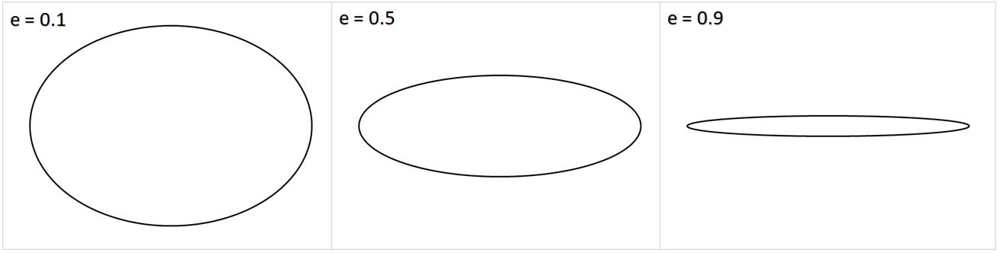 e = 0.1
e = 0.5
e = 0.9